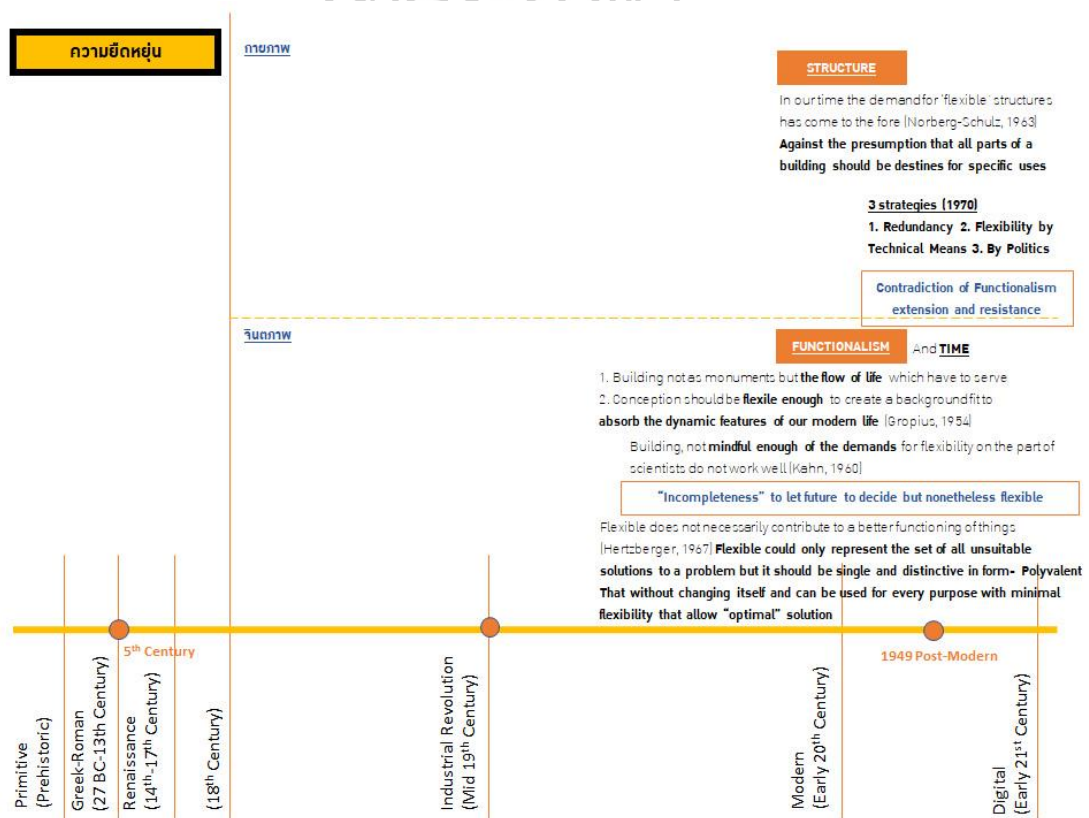 ความยืดหยุ่น
กายภาพ
STRUCTURE
In our time the demand for 'flexible' structures
has come to the fore (Norberg-Schulz, 1963)
Against the presumption that all parts of a
building should be destines for specific uses
3 strategies (1970)
1. Redundancy 2. Flexibility by
Technical Means 3. By Politics
Contradiction of Functionalism
extension and resistance
จินตภาพ
FUNCTIONALISM And TIME
1. Building not as monuments but the flow of life which have to serve
2. Conception should be flexile enough to create a background fit to
absorb the dynamic features of our modern life (Gropius, 1954)
Building, not mindful enough of the demands for flexibility on the part of
scientists do not work well (Kahn, 1960)
"Incompleteness" to let future to decide but nonetheless flexible
Flexible does not necessarily contribute to a better functioning of things
(Hertzberger, 1967) Flexible could only represent the set of all unsuitable
solutions to a problem but it should be single and distinctive in form- Polyvalent
That without changing itself and can be used for every purpose with minimal
flexibility that allow "optimal" solution
5th Century
1949 Post-Modern
Primitive
(Prehistoric)
Greek-Roman
(27 BC-13th Century)
Renaissance
(14th-17th Century)
(18th Century)
Industrial Revolution
(Mid 19th Century)
Modern
(Early 20th Century)
Digital
(Early 21st Century)